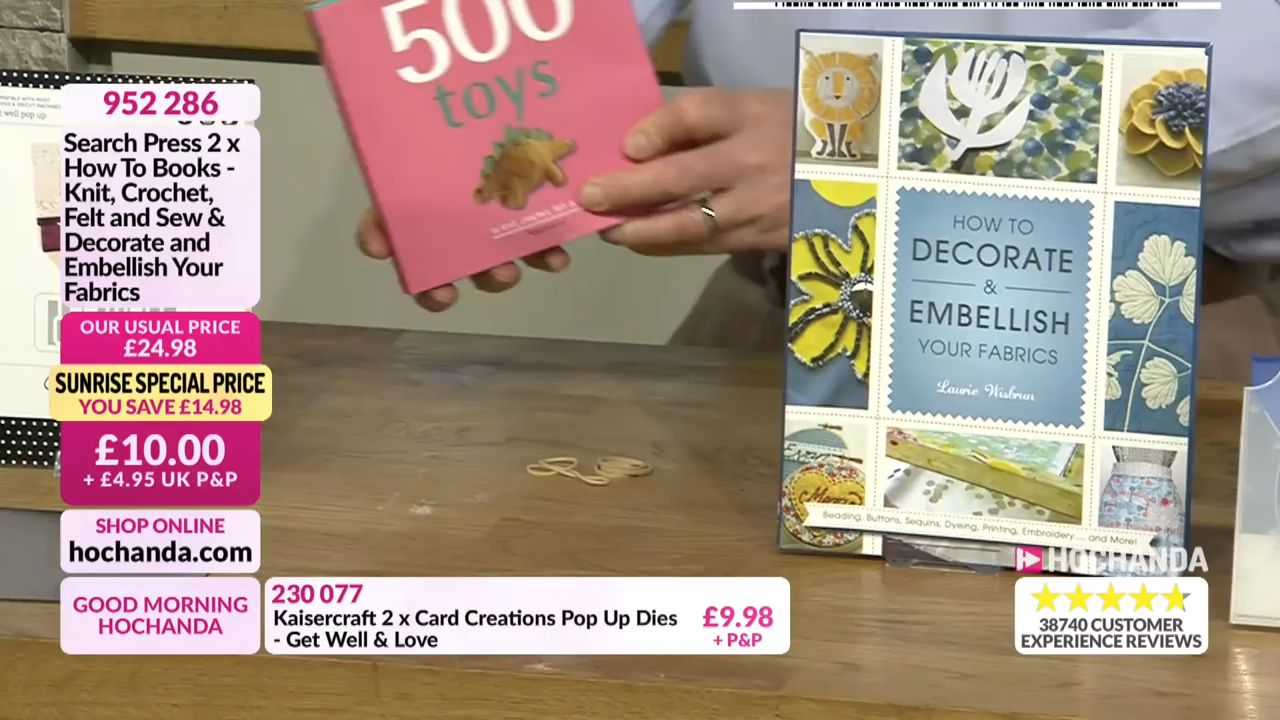 952 286
Search Press 2 x
How To Books -
Knit, Crochet,
Felt and Sew &
Decorate and
Embellish Your
Fabrics
OUR USUAL PRICE
£24.98
SUNRISE SPECIAL PRICE
YOU SAVE £14.98
£10.00
+ £4.95 UK P&P
SHOP ONLINE
hochanda.com
GOOD MORNING
HOCHANDA
230 077
Kaisercraft 2 x Card Creations Pop Up Dies
- Get Well & Love
£9.98
+ P&P
500
toys
HOW TO
DECORATE
&
EMBELLISH
YOUR FABRICS
Laurie Wisbrun
Beading, Buttons, Sequins, Dyeing, Printing, Embroidery.... and More!
HOCHANDA
38740 CUSTOMER
EXPERIENCE REVIEWS
well pop up